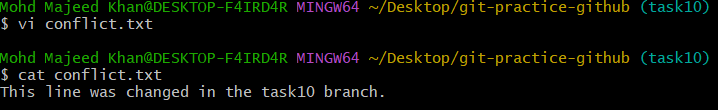 Mohd Majeed Khan@DESKTOP-F4IRD4R MINGW64 ~/Desktop/git-practice-github (task10)
$ vi conflict.txt
Mohd Majeed Khan@DESKTOP-F4IRD4R MINGW64 ~/Desktop/git-practice-github (task10)
$ cat conflict.txt
This line was changed in the task10 branch.